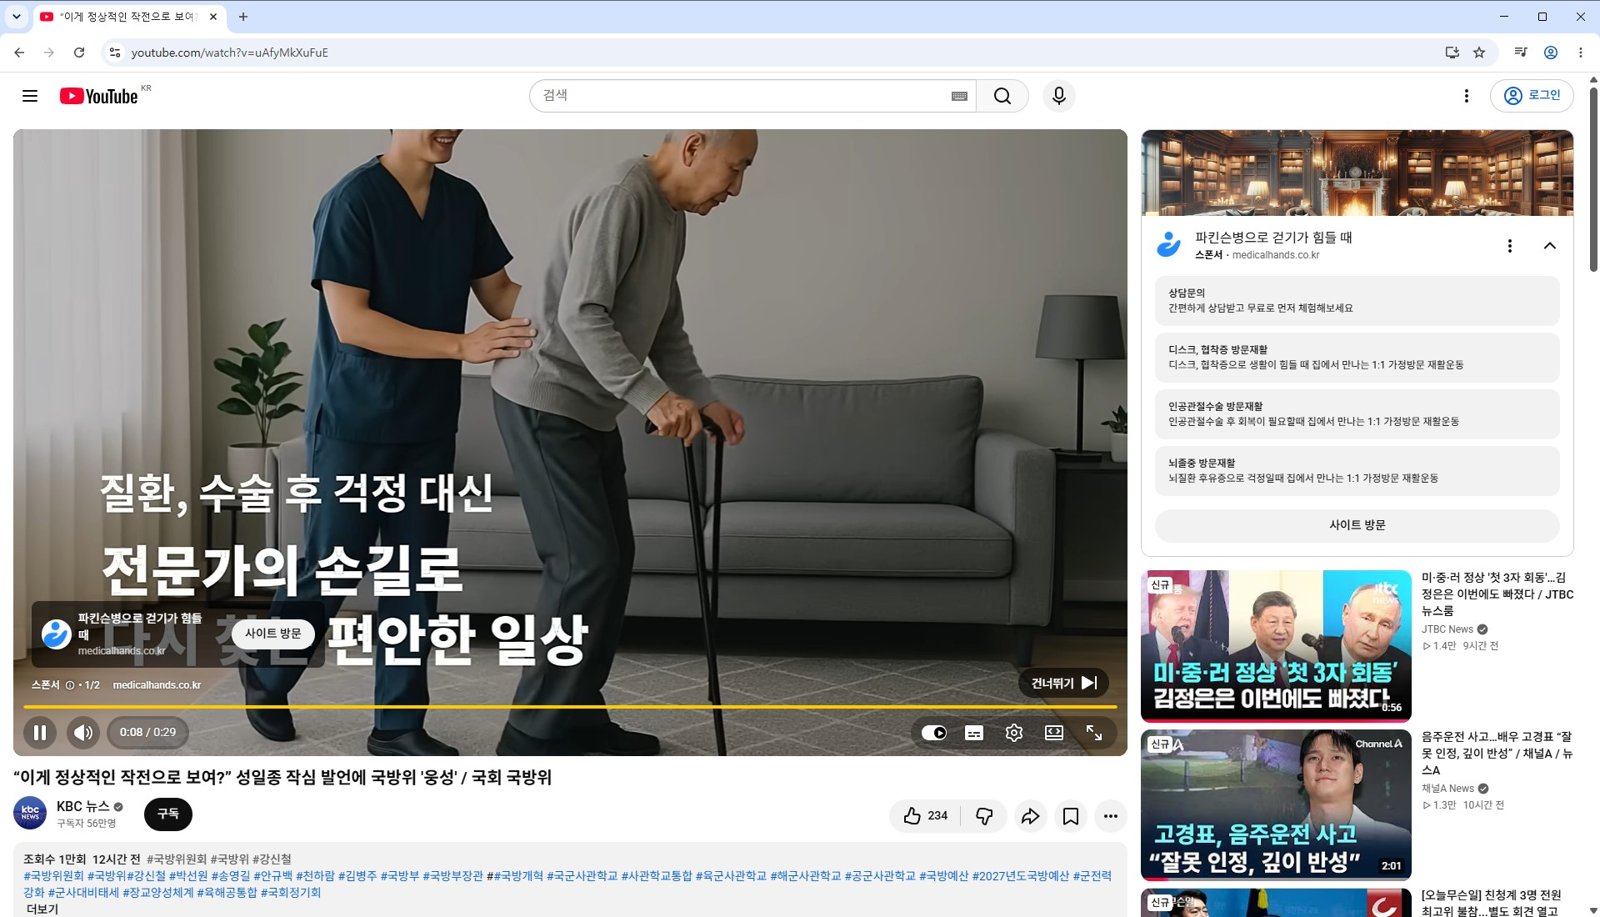 “이게 정상적인 작전으로 보여?
youtube.com/watch?v=uAfyMkXuFuE
YouTube KR
검색
로그인
질환, 수술 후 걱정 대신
전문가의 손길로
다시 찾는 편안한 일상
파킨슨병으로 걷기가 힘들
때
medicalhands.co.kr
사이트 방문
스폰서 · 1/2 medicalhands.co.kr
건너뛰기
0:08 / 0:29
“이게 정상적인 작전으로 보여?” 성일종 작심 발언에 국방위 '웅성' / 국회 국방위
kbc
NEWS
KBC 뉴스
구독자 56만명
구독
234
조회수 1만회 12시간 전 #국방위원회 #국방위 #강신철
#국방위원회 #국방위#강신철 #박선원 #송영길 #안규백 #천하람 #김병주 #국방부 #국방부장관 ##국방개혁 #국군사관학교 #사관학교통합 #육군사관학교 #해군사관학교 #공군사관학교 #국방예산 #2027년도국방예산 #군전력
강화 #군사대비태세 #장교양성체계 #육해공통합 #국회정기회
더보기
파킨슨병으로 걷기가 힘들 때
스폰서 · medicalhands.co.kr
상담문의
간편하게 상담받고 무료로 먼저 체험해보세요
디스크, 협착증 방문재활
디스크, 협착증으로 생활이 힘들 때 집에서 만나는 1:1 가정방문 재활운동
인공관절수술 방문재활
인공관절수술 후 회복이 필요할때 집에서 만나는 1:1 가정방문 재활운동
뇌졸중 방문재활
뇌질환 후유증으로 걱정일때 집에서 만나는 1:1 가정방문 재활운동
사이트 방문
신규
jtbc
news
미·중·러 정상 '첫 3자 회동'
김정은은 이번에도 빠졌다
0:56
미·중·러 정상 '첫 3자 회동'…김
정은은 이번에도 빠졌다 / JTBC
뉴스룸
JTBC News
1.4만 9시간 전
신규
Channel A
고경표, 음주운전 사고
“잘못 인정, 깊이 반성”
2:01
음주운전 사고…배우 고경표 “잘
못 인정, 깊이 반성” / 채널A / 뉴
스A
채널A News
1.3만 10시간 전
신규
[오늘무슨일] 친청계 3명 전원
최고위 불참…별도 회견 열고